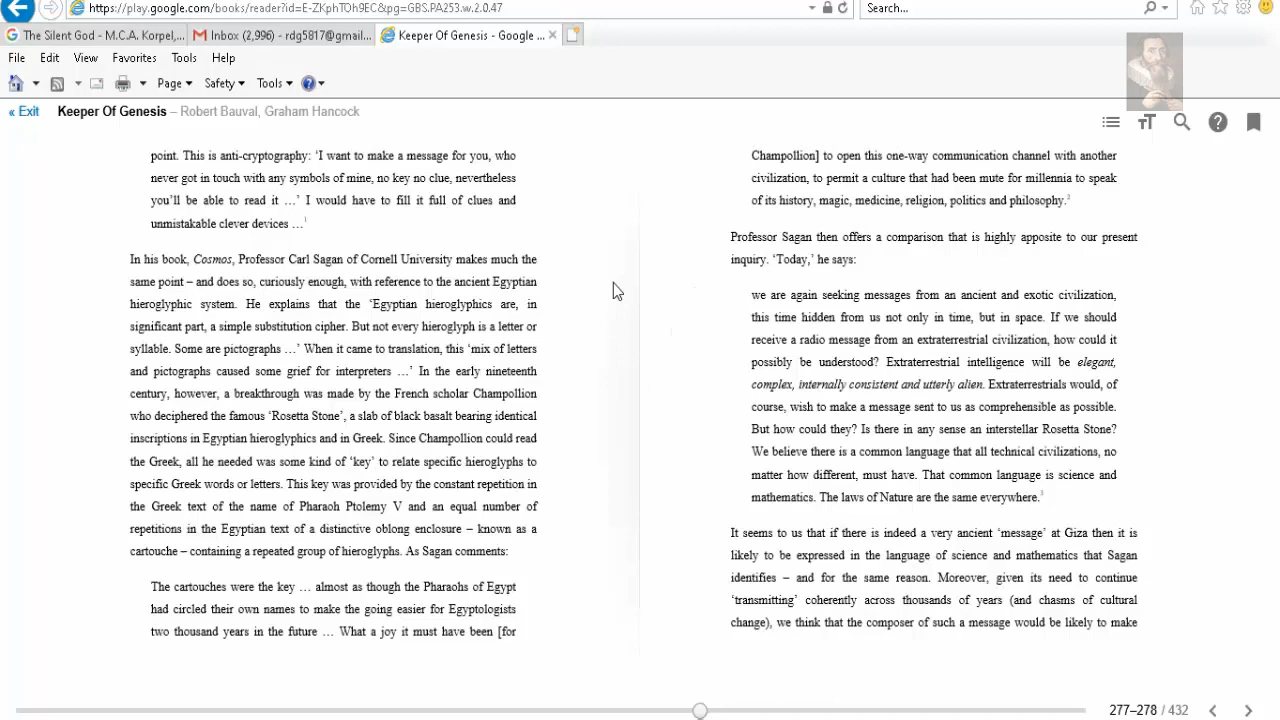 https://play.google.com/books/reader?id=E-ZKphTOh9EC&pg=GBS.PA253.w.2.0.47
Search...
The Silent God - M.C.A. Korpel,...
Inbox (2,996) - rdg5817@gmail...
Keeper Of Genesis - Google ...
File Edit View Favorites Tools Help
Page Safety Tools
« Exit Keeper Of Genesis – Robert Bauval, Graham Hancock
point. This is anti-cryptography: ‘I want to make a message for you, who
never got in touch with any symbols of mine, no key no clue, nevertheless
you’ll be able to read it …’ I would have to fill it full of clues and
unmistakable clever devices …1
In his book, Cosmos, Professor Carl Sagan of Cornell University makes much the
same point – and does so, curiously enough, with reference to the ancient Egyptian
hieroglyphic system. He explains that the ‘Egyptian hieroglyphics are, in
significant part, a simple substitution cipher. But not every hieroglyph is a letter or
syllable. Some are pictographs …’ When it came to translation, this ‘mix of letters
and pictographs caused some grief for interpreters …’ In the early nineteenth
century, however, a breakthrough was made by the French scholar Champollion
who deciphered the famous ‘Rosetta Stone’, a slab of black basalt bearing identical
inscriptions in Egyptian hieroglyphics and in Greek. Since Champollion could read
the Greek, all he needed was some kind of ‘key’ to relate specific hieroglyphs to
specific Greek words or letters. This key was provided by the constant repetition in
the Greek text of the name of Pharaoh Ptolemy V and an equal number of
repetitions in the Egyptian text of a distinctive oblong enclosure – known as a
cartouche – containing a repeated group of hieroglyphs. As Sagan comments:
The cartouches were the key … almost as though the Pharaohs of Egypt
had circled their own names to make the going easier for Egyptologists
two thousand years in the future … What a joy it must have been [for
Champollion] to open this one-way communication channel with another
civilization, to permit a culture that had been mute for millennia to speak
of its history, magic, medicine, religion, politics and philosophy.2
Professor Sagan then offers a comparison that is highly apposite to our present
inquiry. ‘Today,’ he says:
we are again seeking messages from an ancient and exotic civilization,
this time hidden from us not only in time, but in space. If we should
receive a radio message from an extraterrestrial civilization, how could it
possibly be understood? Extraterrestrial intelligence will be elegant,
complex, internally consistent and utterly alien. Extraterrestrials would, of
course, wish to make a message sent to us as comprehensible as possible.
But how could they? Is there in any sense an interstellar Rosetta Stone?
We believe there is a common language that all technical civilizations, no
matter how different, must have. That common language is science and
mathematics. The laws of Nature are the same everywhere.3
It seems to us that if there is indeed a very ancient ‘message’ at Giza then it is
likely to be expressed in the language of science and mathematics that Sagan
identifies – and for the same reason. Moreover, given its need to continue
‘transmitting’ coherently across thousands of years (and chasms of cultural
change), we think that the composer of such a message would be likely to make
277–278 / 432